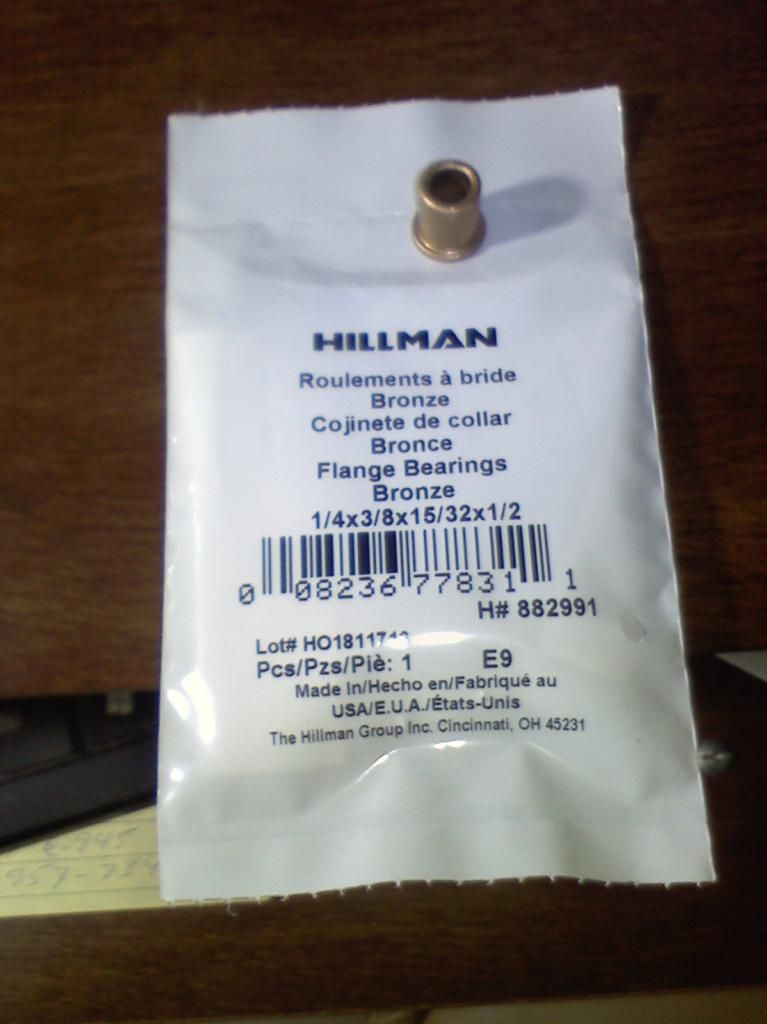 HILLMAN
Roulements à bride
Bronze
Cojinete de collar
Bronce
Flange Bearings
Bronze
1/4x3/8x15/32x1/2
0 08236 77831 1
H# 882991
Lot#
Pcs/Pzs/Piè: 1 E9
Made In/Hecho en/Fabriqué au
USA/E.U.A./États-Unis
The Hillman Group Inc. Cincinnati, OH 45231